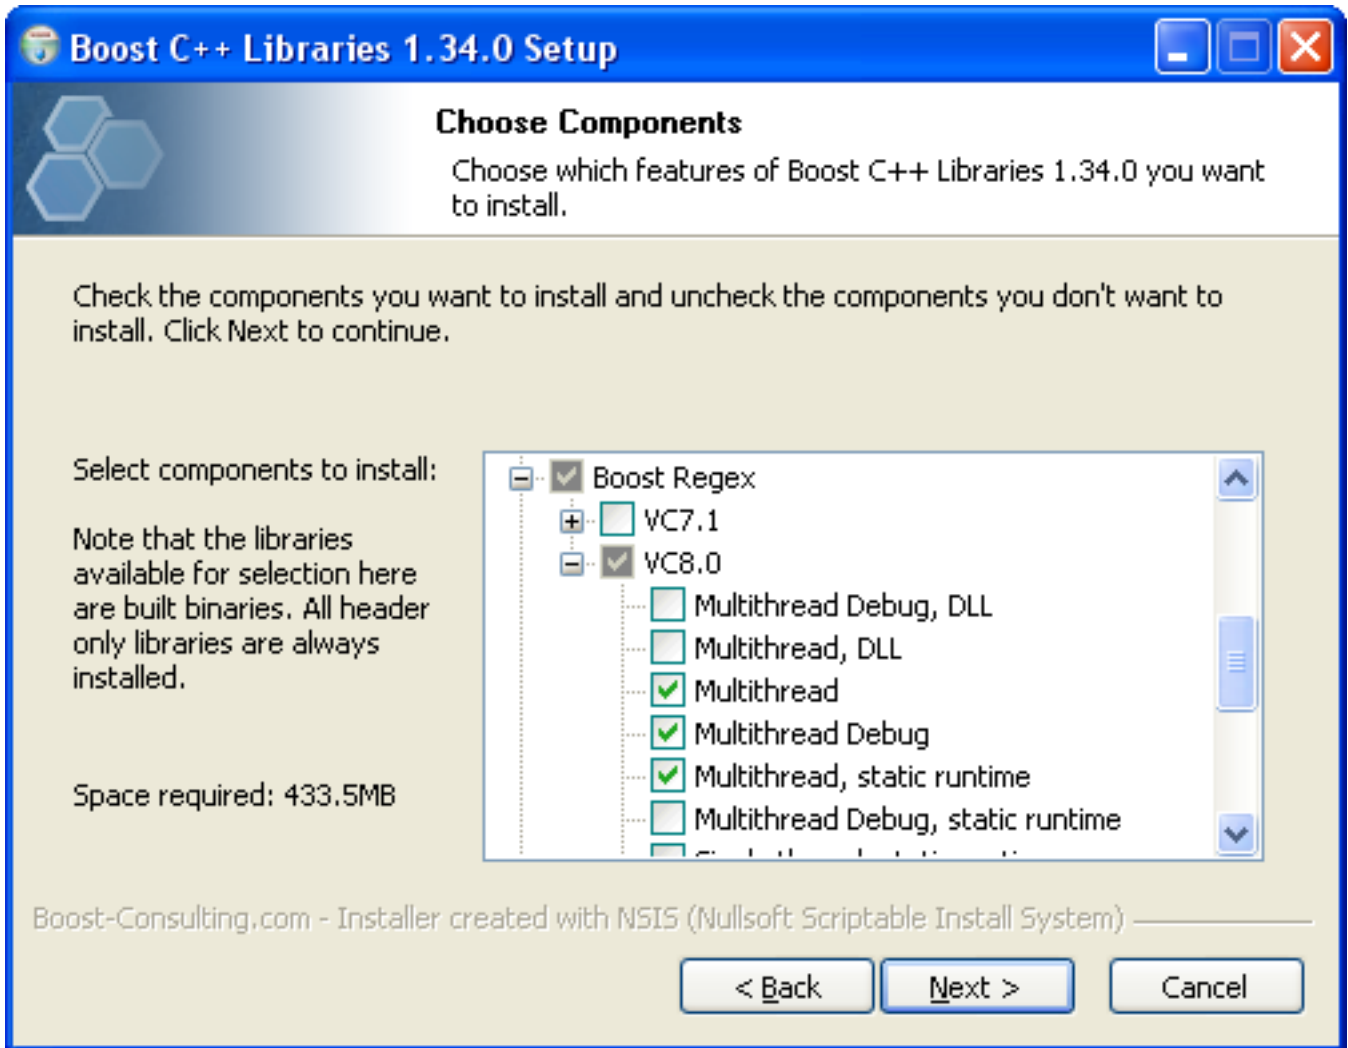 Boost C++ Libraries 1.34.0 Setup
Choose Components
Choose which features of Boost C++ Libraries 1.34.0 you want
to install.
Check the components you want to install and uncheck the components you don't want to
install. Click Next to continue.
Select components to install:
Note that the libraries
available for selection here
are built binaries. All header
only libraries are always
installed.
Space required: 433.5MB
Boost Regex
VC7.1
VC8.0
Multithread Debug, DLL
Multithread, DLL
Multithread
Multithread Debug
Multithread, static runtime
Multithread Debug, static runtime
Boost-Consulting.com - Installer created with NSIS (Nullsoft Scriptable Install System)
< Back
Next >
Cancel